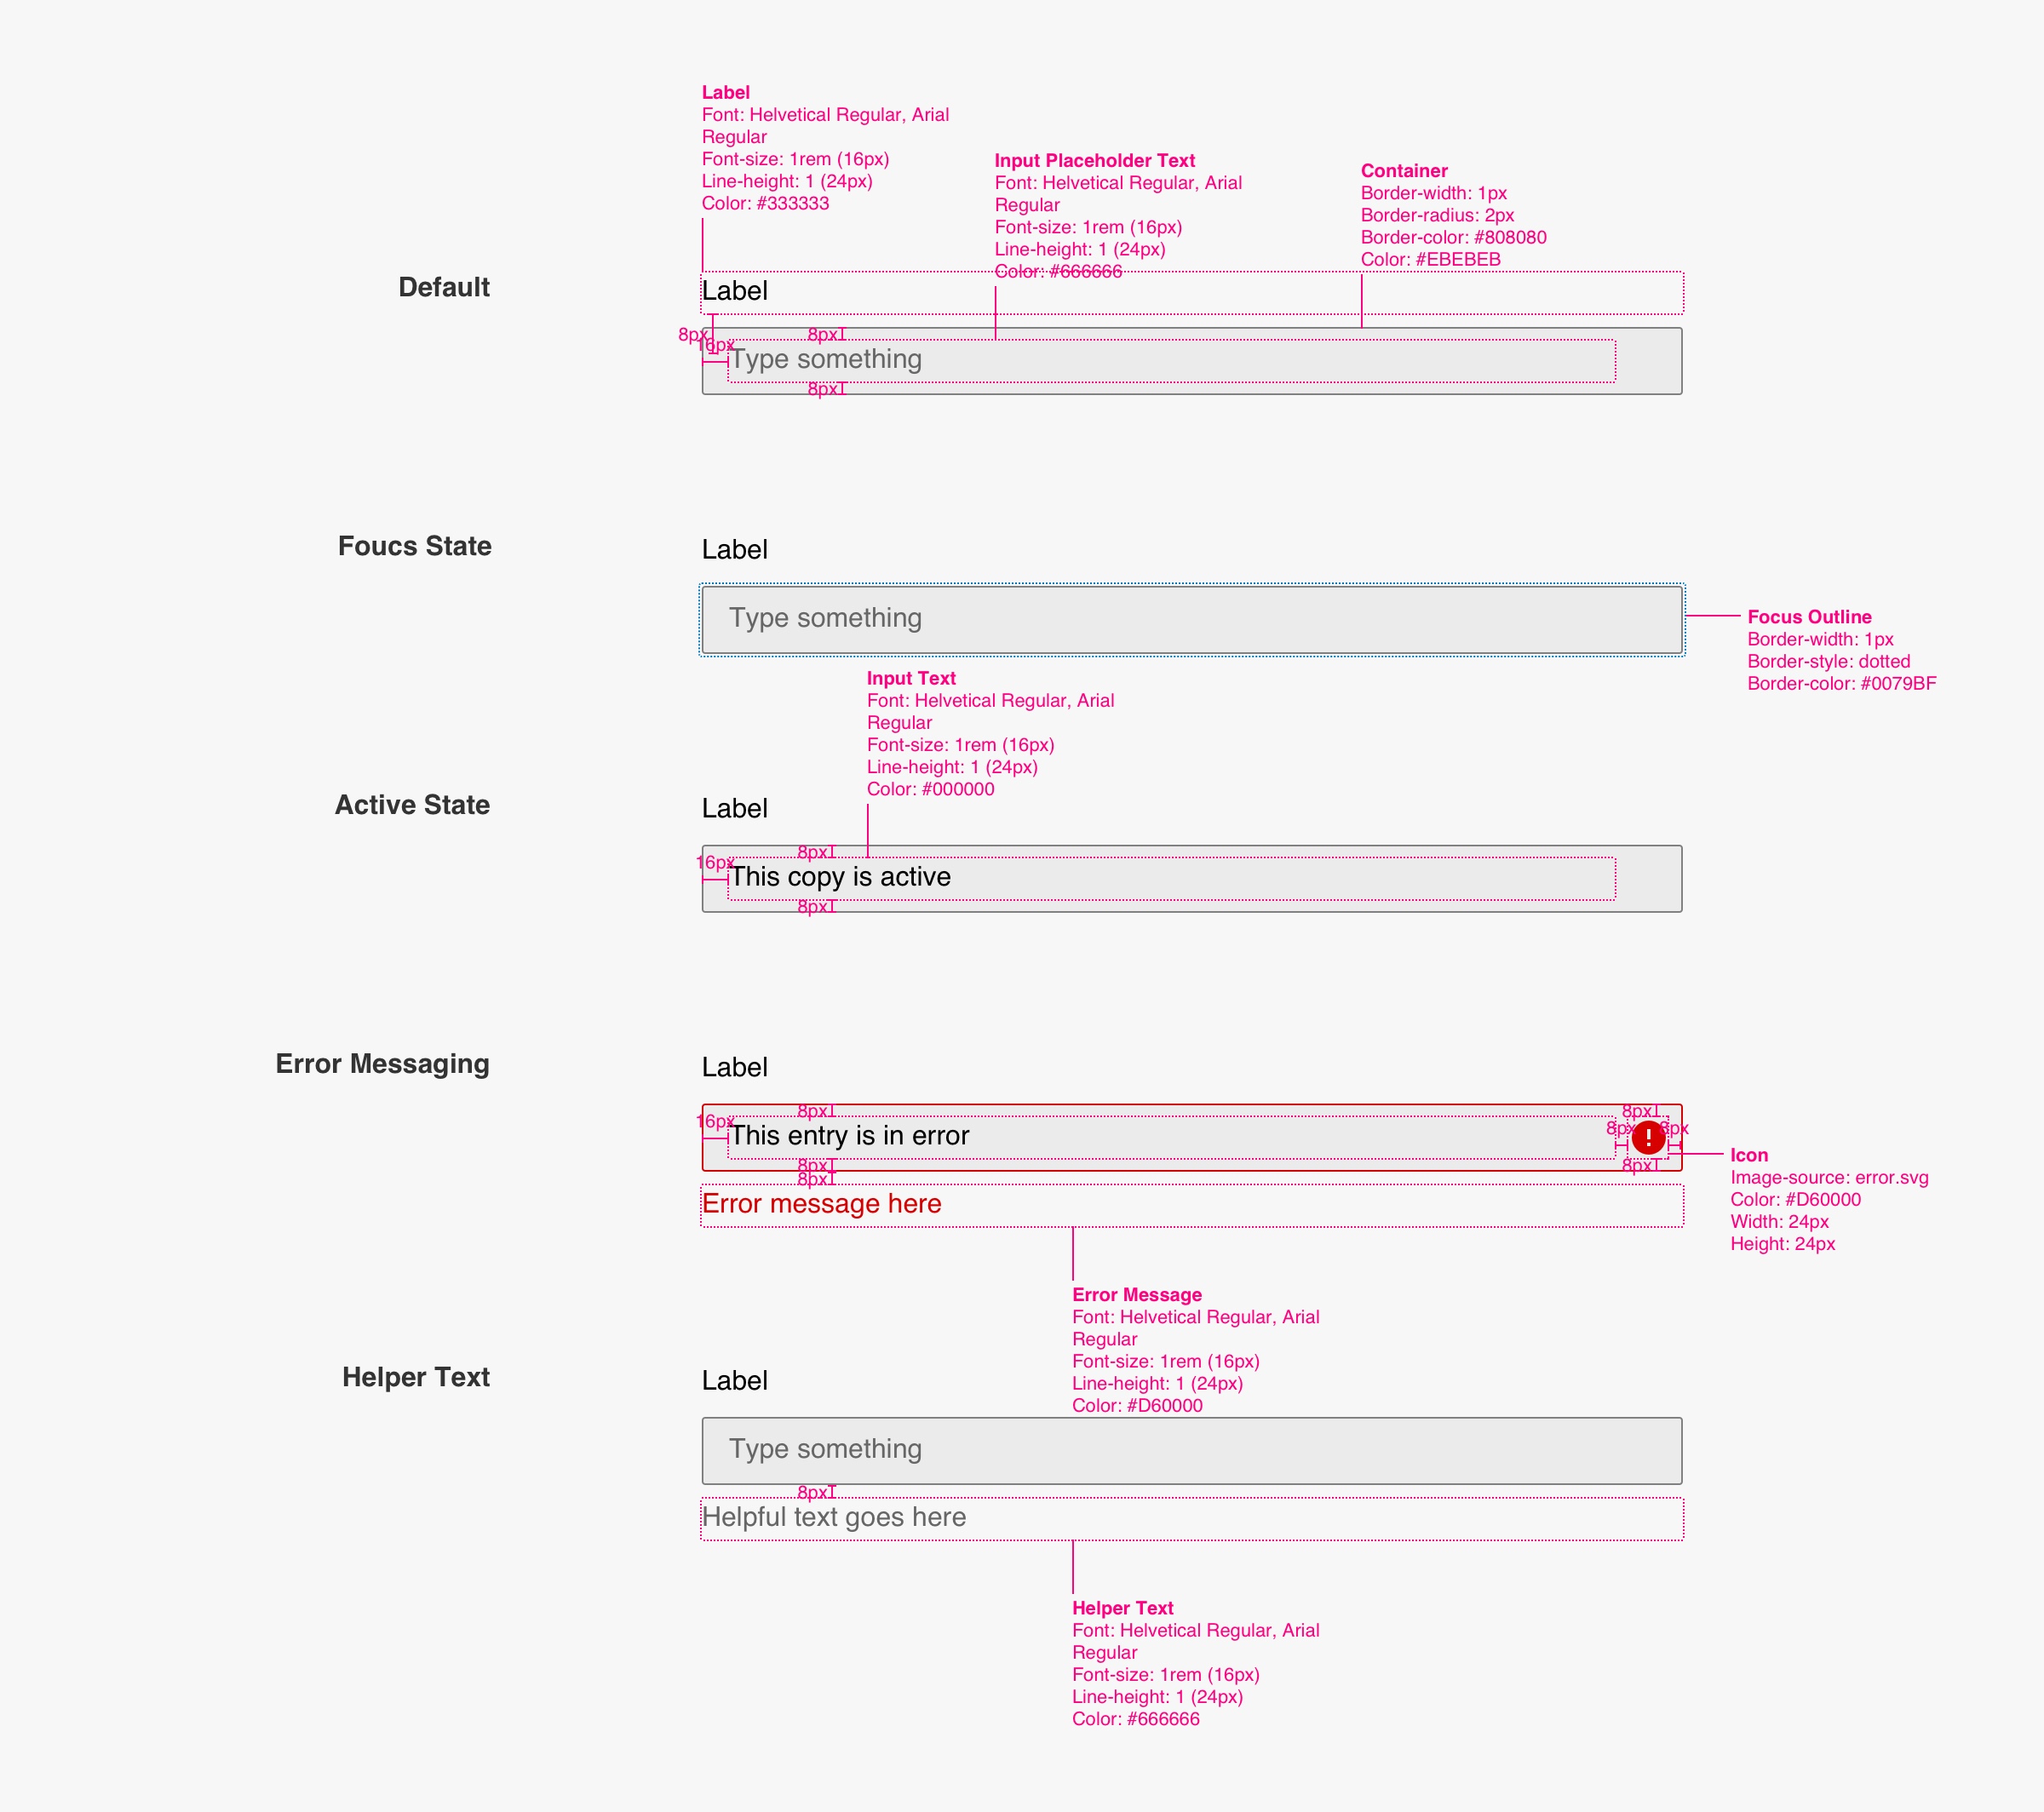 Label
Font: Helvetical Regular, Arial
Regular
Font-size: 1rem (16px)
Line-height: 1 (24px)
Color: #333333
Input Placeholder Text
Font: Helvetical Regular, Arial
Regular
Font-size: 1rem (16px)
Line-height: 1 (24px)
Color: #666666
Container
Border-width: 1px
Border-radius: 2px
Border-color: #808080
Color: #EBEBEB
Default
Label
8px
16px
8px
Type something
8px
Foucs State
Label
Type something
Focus Outline
Border-width: 1px
Border-style: dotted
Border-color: #0079BF
Input Text
Font: Helvetical Regular, Arial
Regular
Font-size: 1rem (16px)
Line-height: 1 (24px)
Color: #000000
Active State
Label
8px
16px
This copy is active
8px
Error Messaging
Label
8px
8px
16px
8px
8px
This entry is in error
!
8px
8px
8px
Error message here
Icon
Image-source: error.svg
Color: #D60000
Width: 24px
Height: 24px
Error Message
Font: Helvetical Regular, Arial
Regular
Font-size: 1rem (16px)
Line-height: 1 (24px)
Color: #D60000
Helper Text
Label
Type something
8px
Helpful text goes here
Helper Text
Font: Helvetical Regular, Arial
Regular
Font-size: 1rem (16px)
Line-height: 1 (24px)
Color: #666666